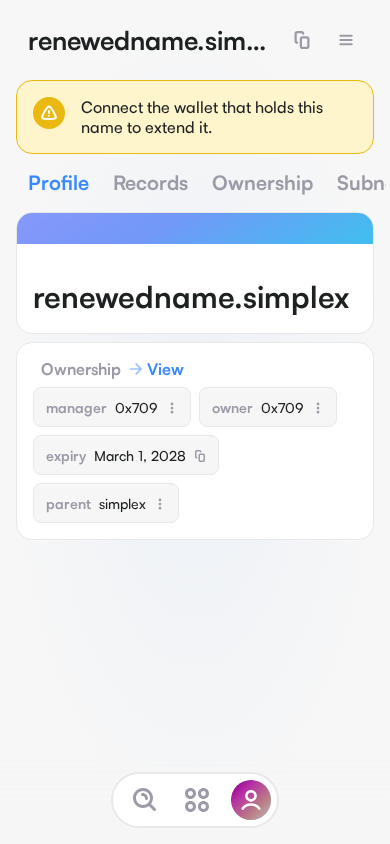 renewedname.sim...
Connect the wallet that holds this
name to extend it.
Profile Records Ownership Subn
renewedname.simplex
Ownership → View
manager 0x709 owner 0x709
expiry March 1, 2028
parent simplex